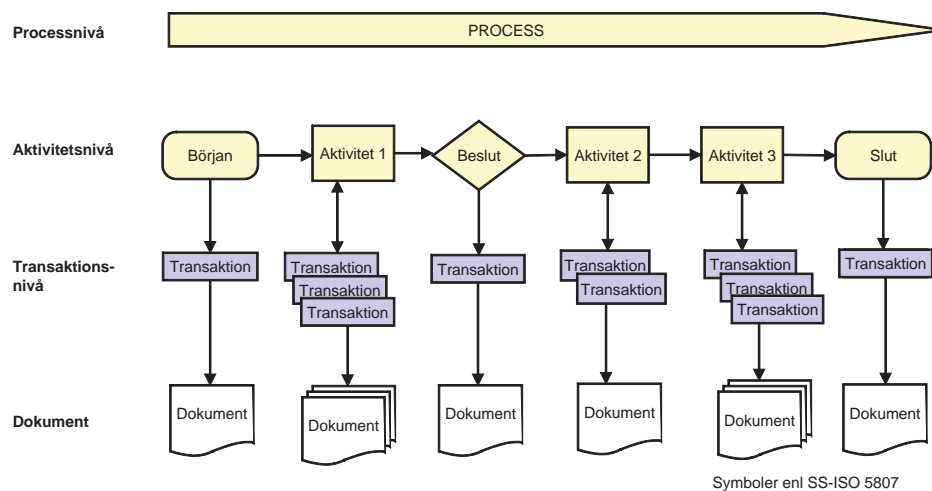 Processnivå
PROCESS
Aktivitetsnivå
Början
Aktivitet 1
Beslut
Aktivitet 2
Aktivitet 3
Slut
Transaktions-
nivå
Transaktion
Transaktion
Transaktion
Transaktion
Transaktion
Transaktion
Transaktion
Transaktion
Transaktion
Transaktion
Transaktion
Dokument
Dokument
Dokument
Dokument
Dokument
Dokument
Dokument
Symboler enl SS-ISO 5807